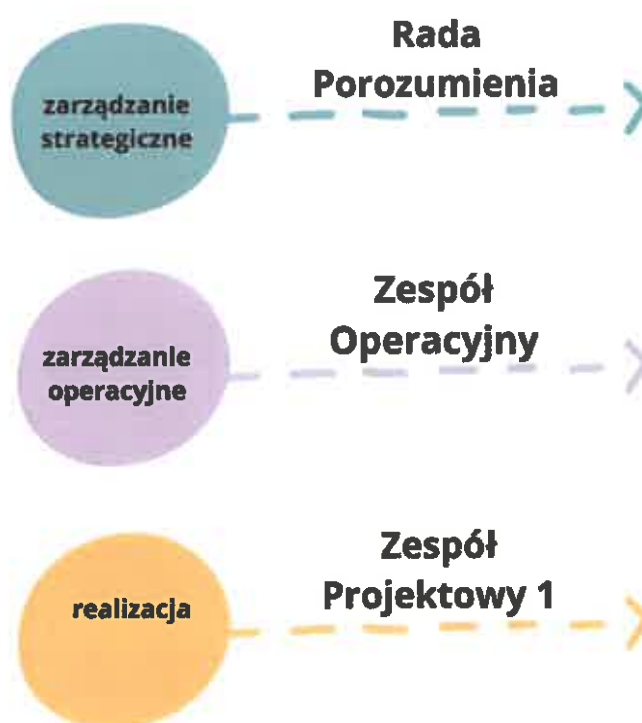 Rada
Porozumienia
zarządzanie
strategiczne
Zespół
Operacyjny
zarządzanie
operacyjne
Zespół
Projektowy 1
realizacja